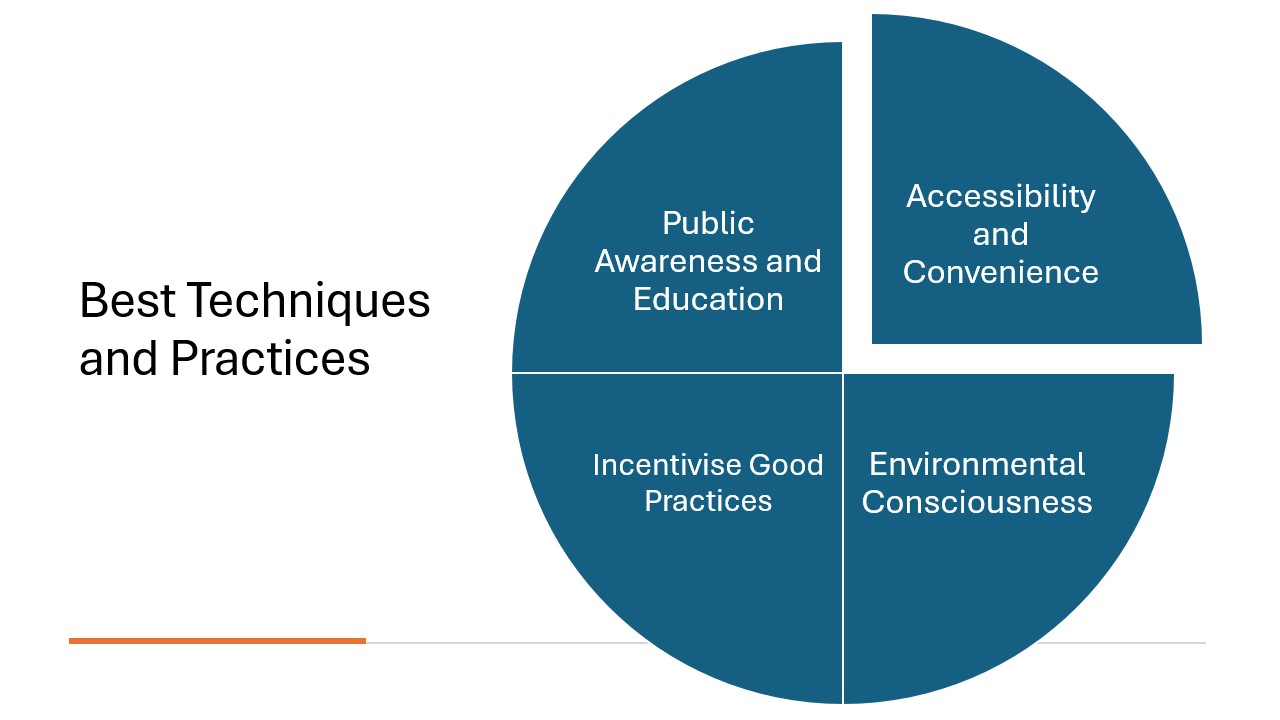 Best Techniques
and Practices
Public
Awareness and
Education
Accessibility
and
Convenience
Incentivise Good
Practices
Environmental
Consciousness